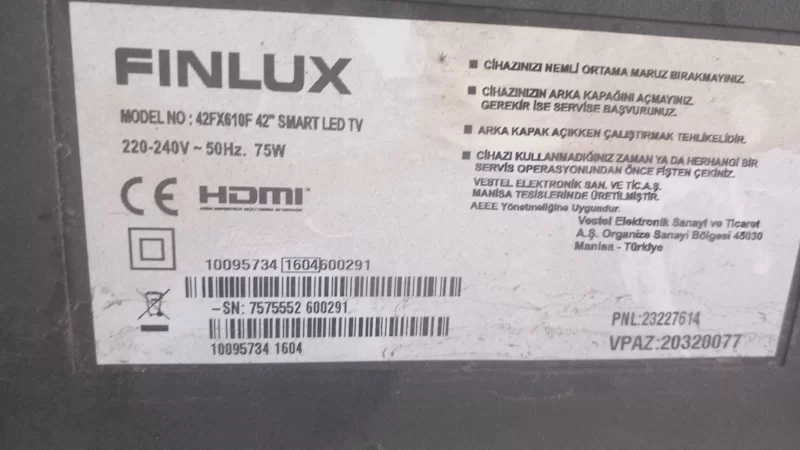 FINLUX
MODEL NO : 42FX610F 42" SMART LED TV
220-240V ~ 50Hz. 75W
CE HDMI
10095734 1604 600291
-SN: 7575552 600291
10095734 1604
■ CİHAZINIZI NEMLİ ORTAMA MARUZ BIRAKMAYINIZ.
■ CİHAZINIZIN ARKA KAPAĞINI AÇMAYINIZ.
GEREKİR İSE SERVİSE BAŞVURUNUZ.
■ ARKA KAPAK AÇIKKEN ÇALIŞTIRMAK TEHLİKELİDİR.
■ CİHAZI KULLANMADIĞINIZ ZAMAN YA DA HERHANGİ BİR
SERVİS OPERASYONUNDAN ÖNCE FİŞTEN ÇEKİNİZ.
VESTEL ELEKTRONİK SAN. VE TİC.A.Ş.
MANİSA TESİSLERİNDE ÜRETİLMİŞTİR.
AEEE Yönetmeliğine Uygundur.
Vestel Elektronik Sanayi ve Ticaret
A.Ş. Organize Sanayi Bölgesi 45030
Manisa - Türkiye
PNL:23227614
VPAZ:20320077